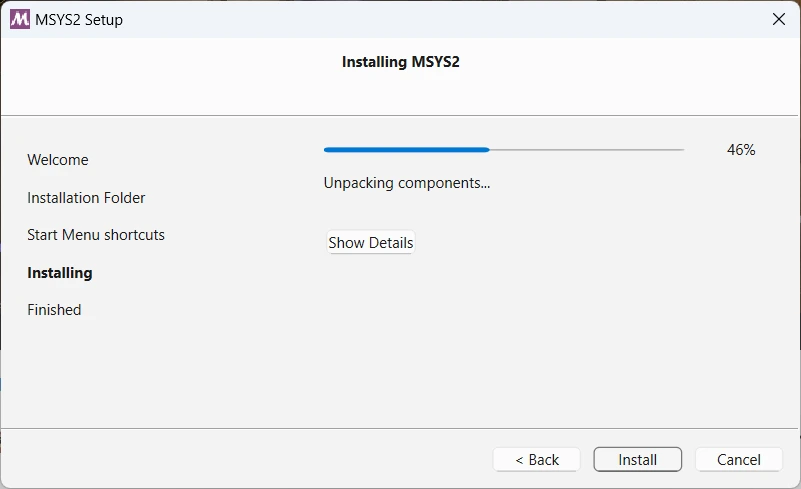 MSYS2 Setup
Installing MSYS2
Welcome
Installation Folder
Start Menu shortcuts
Installing
Finished
46%
Unpacking components...
Show Details
< Back
Install
Cancel